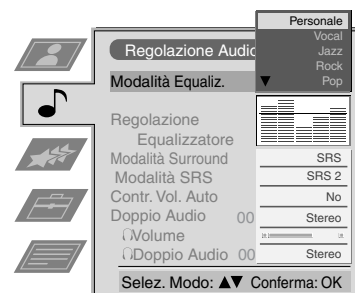 Personale
Vocal
Jazz
Rock
Pop
Regolazione Audio
Modalità Equaliz.
Regolazione
Equalizzatore
Modalità Surround SRS
Modalità SRS SRS 2
Contr. Vol. Auto No
Doppio Audio 00 Stereo
Volume
Doppio Audio 00 Stereo
Selez. Modo: ▲▼ Conferma: OK